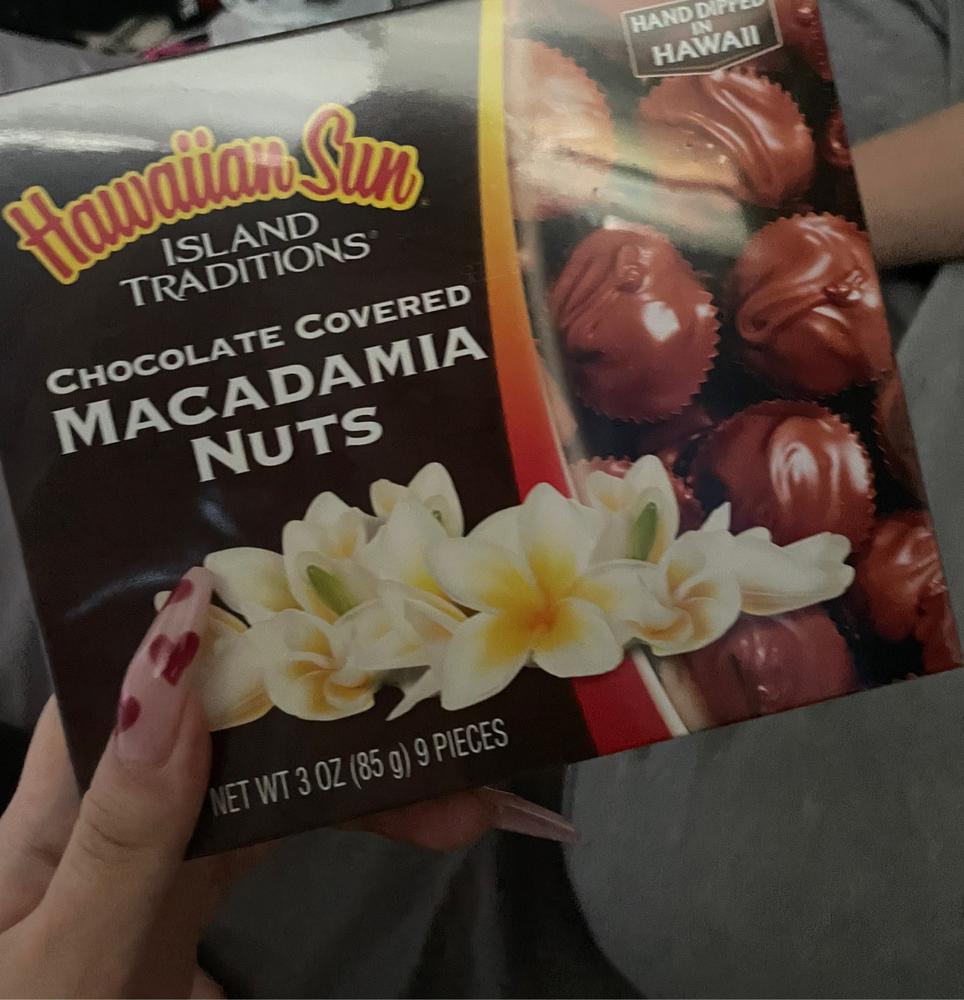 HAND DIPPED
IN
HAWAII
Hawaiian Sun
ISLAND
TRADITIONS®
CHOCOLATE COVERED
MACADAMIA
NUTS
NET WT 3 OZ (85 g) 9 PIECES